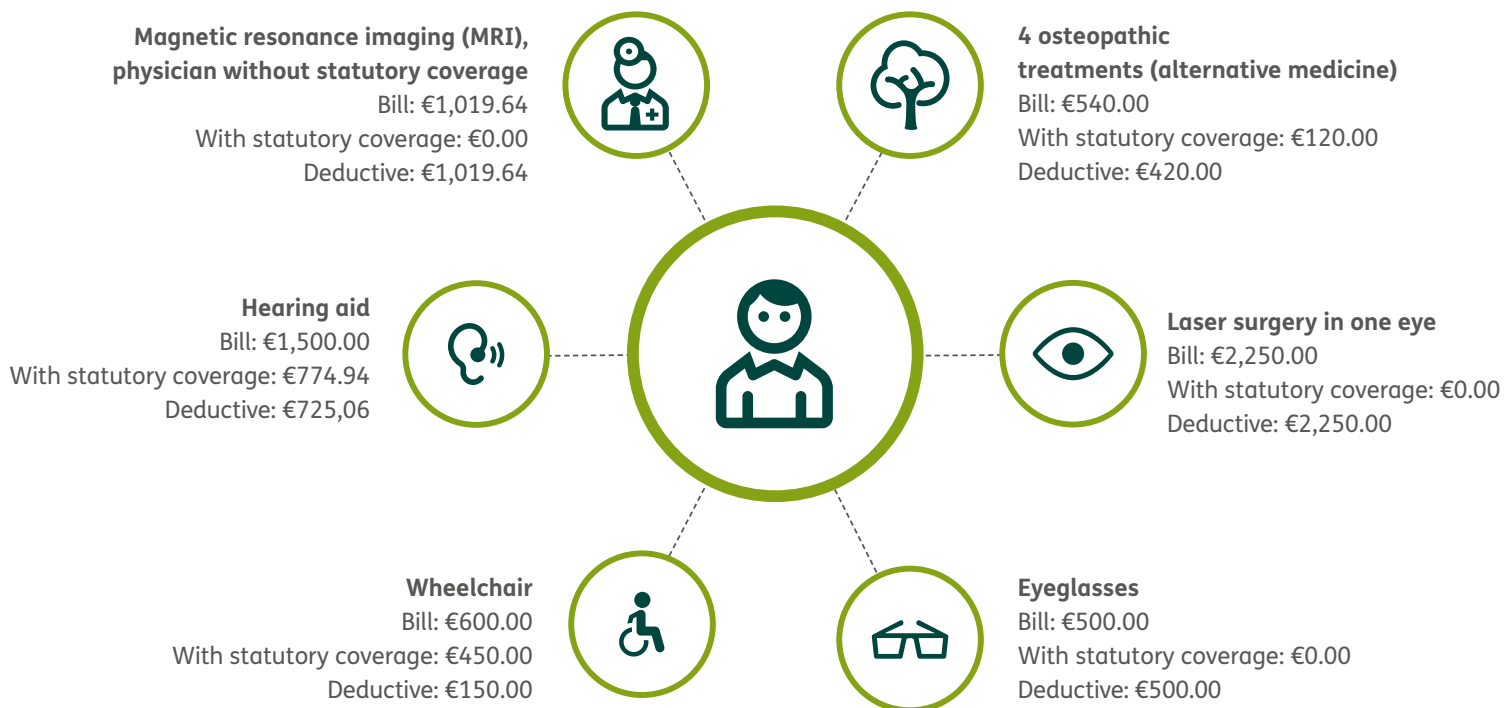 Magnetic resonance imaging (MRI),
physician without statutory coverage
Bill: €1,019.64
With statutory coverage: €0.00
Deductive: €1,019.64
4 osteopathic
treatments (alternative medicine)
Bill: €540.00
With statutory coverage: €120.00
Deductive: €420.00
Hearing aid
Bill: €1,500.00
With statutory coverage: €774.94
Deductive: €725,06
Laser surgery in one eye
Bill: €2,250.00
With statutory coverage: €0.00
Deductive: €2,250.00
Wheelchair
Bill: €600.00
With statutory coverage: €450.00
Deductive: €150.00
Eyeglasses
Bill: €500.00
With statutory coverage: €0.00
Deductive: €500.00